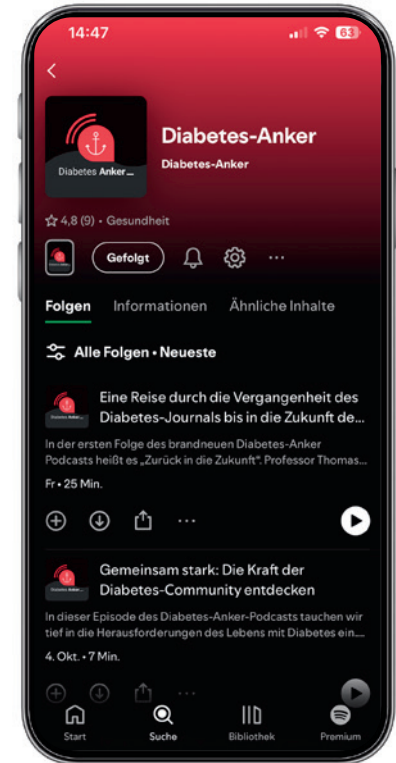 14:47
63
Diabetes Anker...
Diabetes-Anker
Diabetes-Anker
4,8 (9) • Gesundheit
Gefolgt
Folgen Informationen Ähnliche Inhalte
Alle Folgen • Neueste
Eine Reise durch die Vergangenheit des
Diabetes-Journals bis in die Zukunft de...
In der ersten Folge des brandneuen Diabetes-Anker
Podcasts heißt es „Zurück in die Zukunft“. Professor Thomas...
Fr • 25 Min.
Gemeinsam stark: Die Kraft der
Diabetes-Community entdecken
In dieser Episode des Diabetes-Anker-Podcasts tauchen wir
tief in die Herausforderungen des Lebens mit Diabetes ein....
4. Okt. • 7 Min.
Start Suche Bibliothek Premium